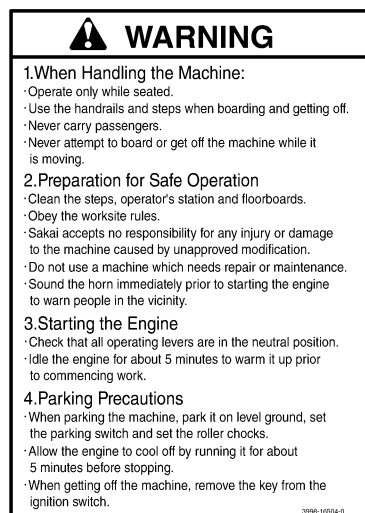 WARNING
1.When Handling the Machine:
·Operate only while seated.
·Use the handrails and steps when boarding and getting off.
·Never carry passengers.
·Never attempt to board or get off the machine while it
is moving.
2.Preparation for Safe Operation
·Clean the steps, operator's station and floorboards.
·Obey the worksite rules.
·Sakai accepts no responsibility for any injury or damage
to the machine caused by unapproved modification.
·Do not use a machine which needs repair or maintenance.
·Sound the horn immediately prior to starting the engine
to warn people in the vicinity.
3.Starting the Engine
·Check that all operating levers are in the neutral position.
·Idle the engine for about 5 minutes to warm it up prior
to commencing work.
4.Parking Precautions
·When parking the machine, park it on level ground, set
the parking switch and set the roller chocks.
·Allow the engine to cool off by running it for about
5 minutes before stopping.
·When getting off the machine, remove the key from the
ignition switch.
3998-16504-0